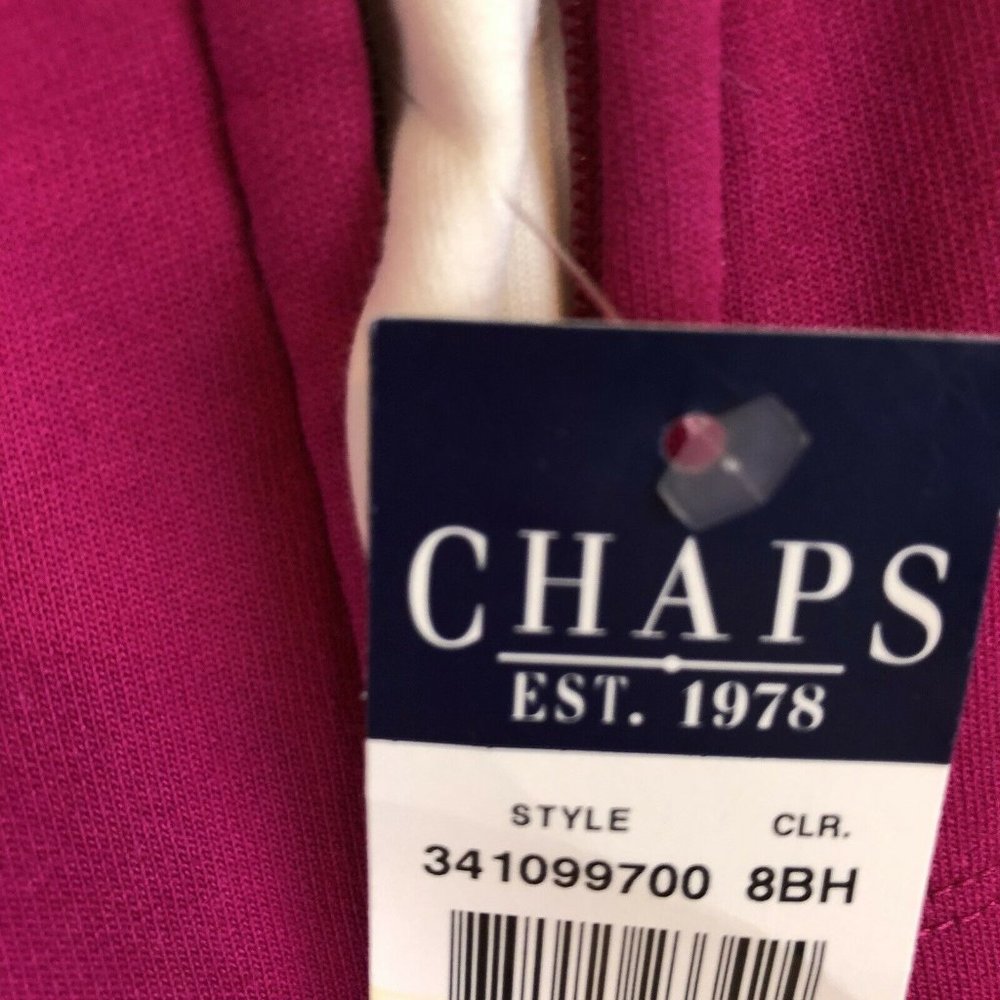 CHAPS
EST. 1978
STYLE CLR.
341099700 8BH